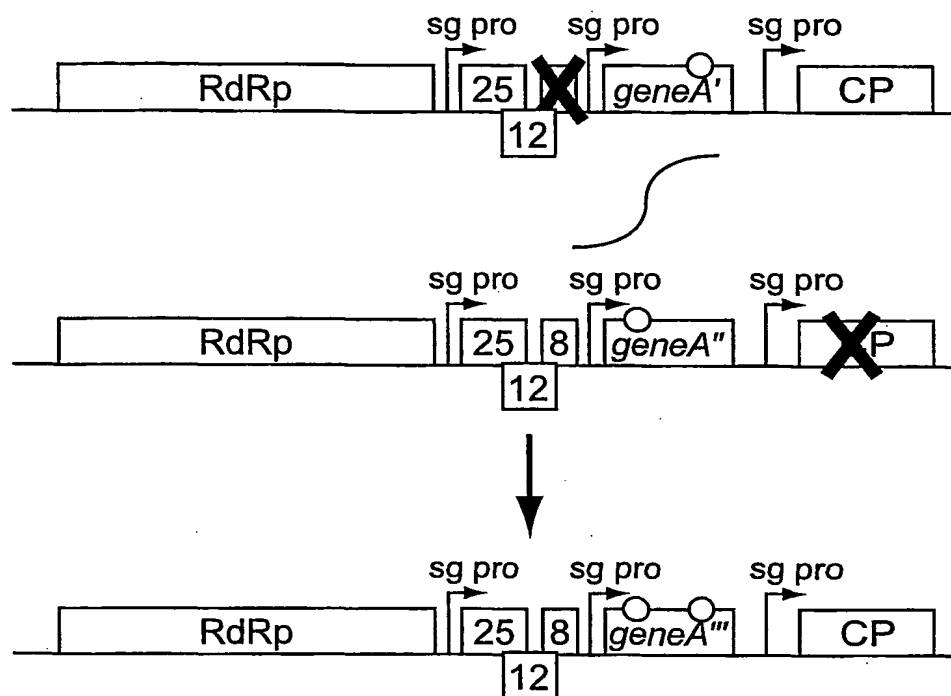 sg pro sg pro sg pro
RdRp 25 geneA' CP
12
sg pro sg pro sg pro
RdRp 25 8 geneA" P
12
sg pro sg pro sg pro
RdRp 25 8 geneA'" CP
12